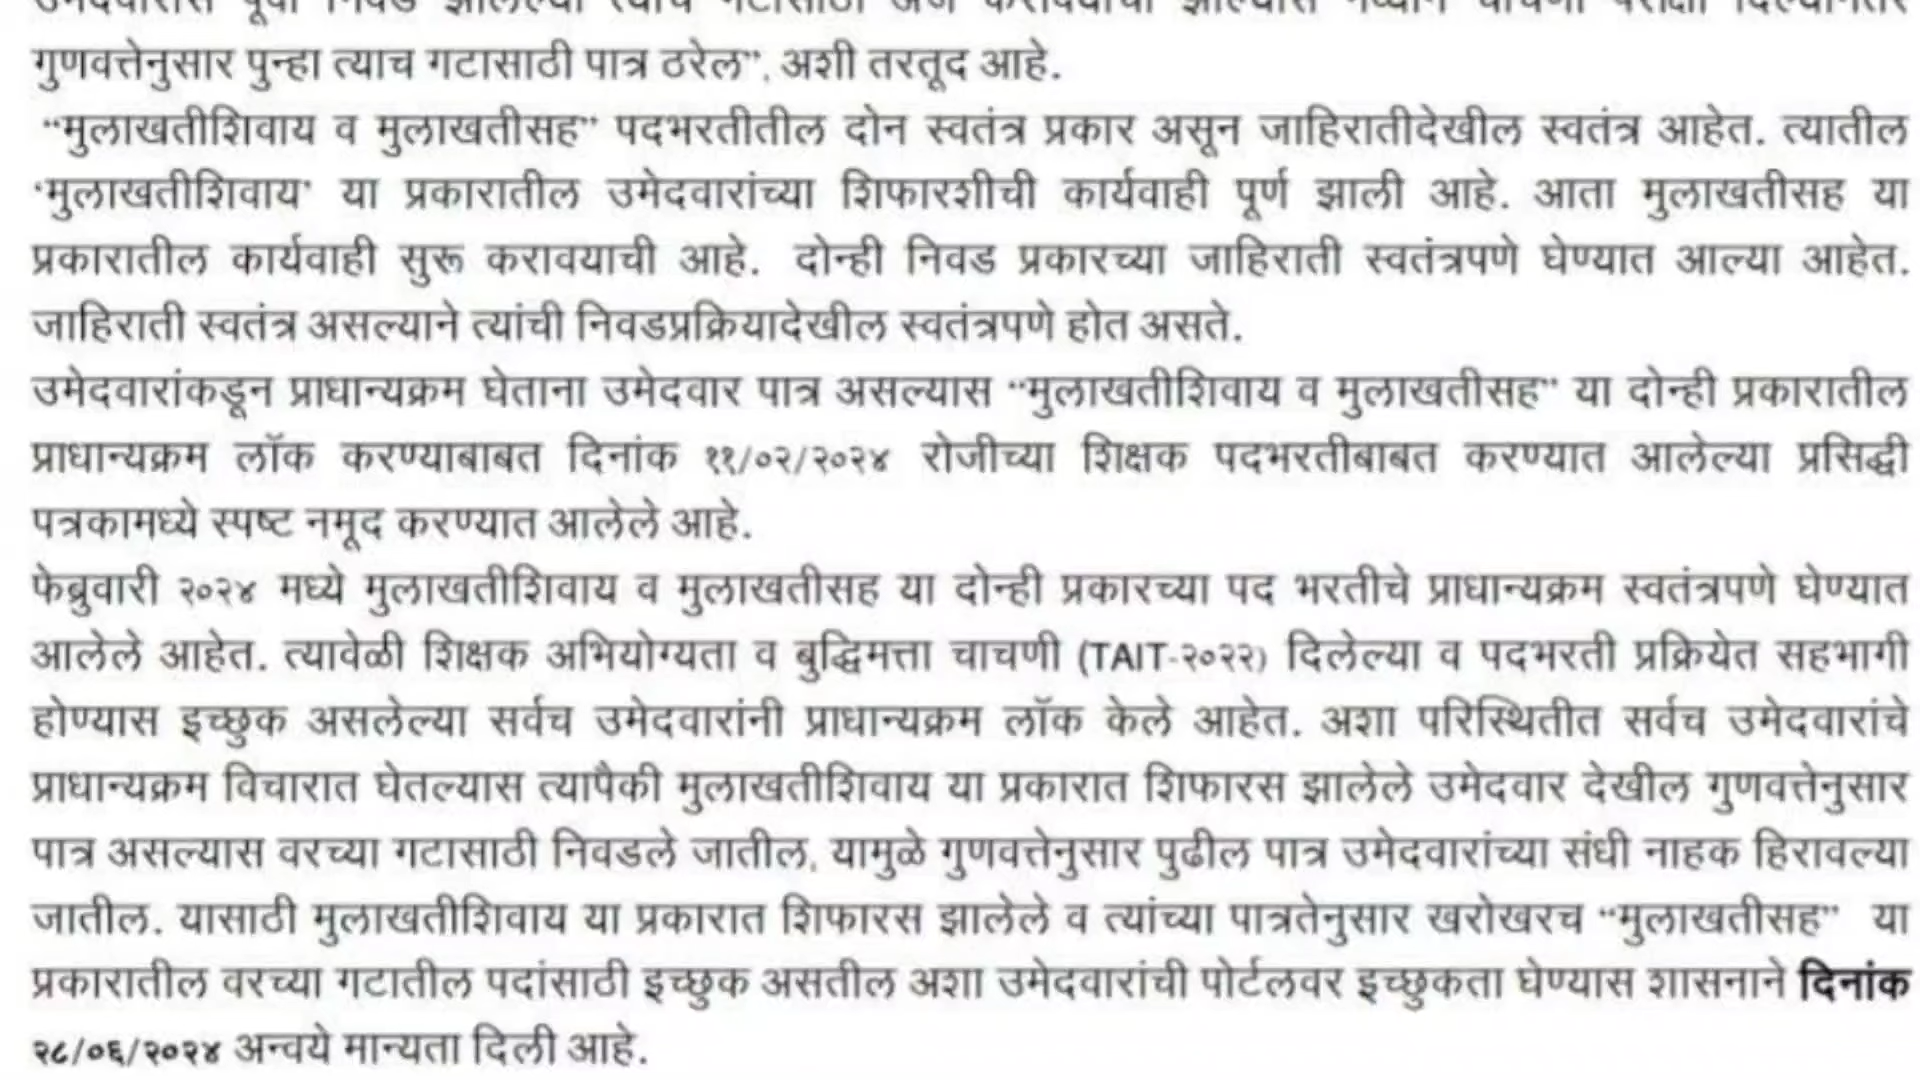 गुणवत्तेनुसार पुन्हा त्याच गटासाठी पात्र ठरेल”, अशी तरतूद आहे.
“मुलाखतीशिवाय व मुलाखतीसह” पदभरतीतील दोन स्वतंत्र प्रकार असून जाहिरातीदेखील स्वतंत्र आहेत. त्यातील
‘मुलाखतीशिवाय’ या प्रकारातील उमेदवारांच्या शिफारशीची कार्यवाही पूर्ण झाली आहे. आता मुलाखतीसह या
प्रकारातील कार्यवाही सुरू करावयाची आहे. दोन्ही निवड प्रकारच्या जाहिराती स्वतंत्रपणे घेण्यात आल्या आहेत.
जाहिराती स्वतंत्र असल्याने त्यांची निवडप्रक्रियादेखील स्वतंत्रपणे होत असते.
उमेदवारांकडून प्राधान्यक्रम घेताना उमेदवार पात्र असल्यास “मुलाखतीशिवाय व मुलाखतीसह” या दोन्ही प्रकारातील
प्राधान्यक्रम लॉक करण्याबाबत दिनांक ११/०२/२०२४ रोजीच्या शिक्षक पदभरतीबाबत करण्यात आलेल्या प्रसिद्धी
पत्रकामध्ये स्पष्ट नमूद करण्यात आलेले आहे.
फेब्रुवारी २०२४ मध्ये मुलाखतीशिवाय व मुलाखतीसह या दोन्ही प्रकारच्या पद भरतीचे प्राधान्यक्रम स्वतंत्रपणे घेण्यात
आलेले आहेत. त्यावेळी शिक्षक अभियोग्यता व बुद्धिमत्ता चाचणी (TAIT-२०२२) दिलेल्या व पदभरती प्रक्रियेत सहभागी
होण्यास इच्छुक असलेल्या सर्वच उमेदवारांनी प्राधान्यक्रम लॉक केले आहेत. अशा परिस्थितीत सर्वच उमेदवारांचे
प्राधान्यक्रम विचारात घेतल्यास त्यापैकी मुलाखतीशिवाय या प्रकारात शिफारस झालेले उमेदवार देखील गुणवत्तेनुसार
पात्र असल्यास वरच्या गटासाठी निवडले जातील, यामुळे गुणवत्तेनुसार पुढील पात्र उमेदवारांच्या संधी नाहक हिरावल्या
जातील. यासाठी मुलाखतीशिवाय या प्रकारात शिफारस झालेले व त्यांच्या पात्रतेनुसार खरोखरच “मुलाखतीसह” या
प्रकारातील वरच्या गटातील पदांसाठी इच्छुक असतील अशा उमेदवारांची पोर्टलवर इच्छुकता घेण्यास शासनाने दिनांक
२८/०६/२०२४ अन्वये मान्यता दिली आहे.